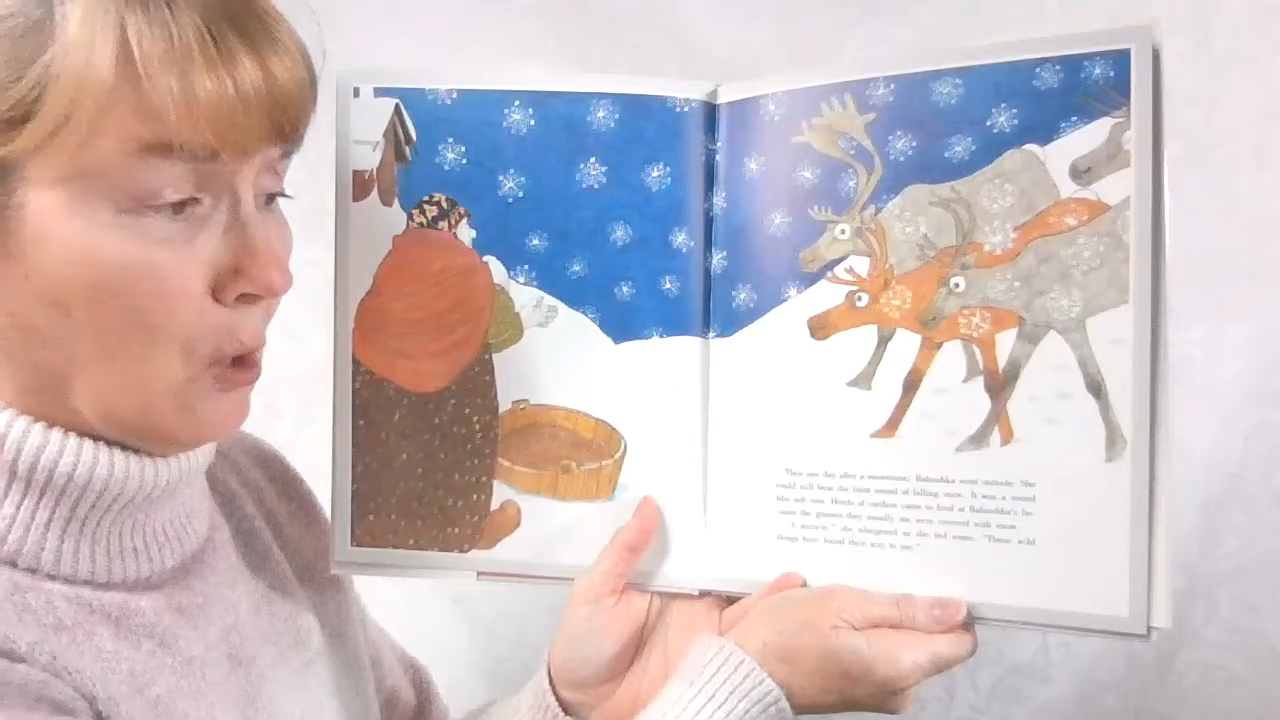 Then one day, after a snowstorm, Babushka went outside. She
could still hear the faint sound of falling snow. It was a sound
like soft rain. Herds of caribou came to feed at Babushka's be-
cause the grasses they usually ate were covered with snow.
"A miracle," she whispered as she fed some. "These wild
things have found their way to me."